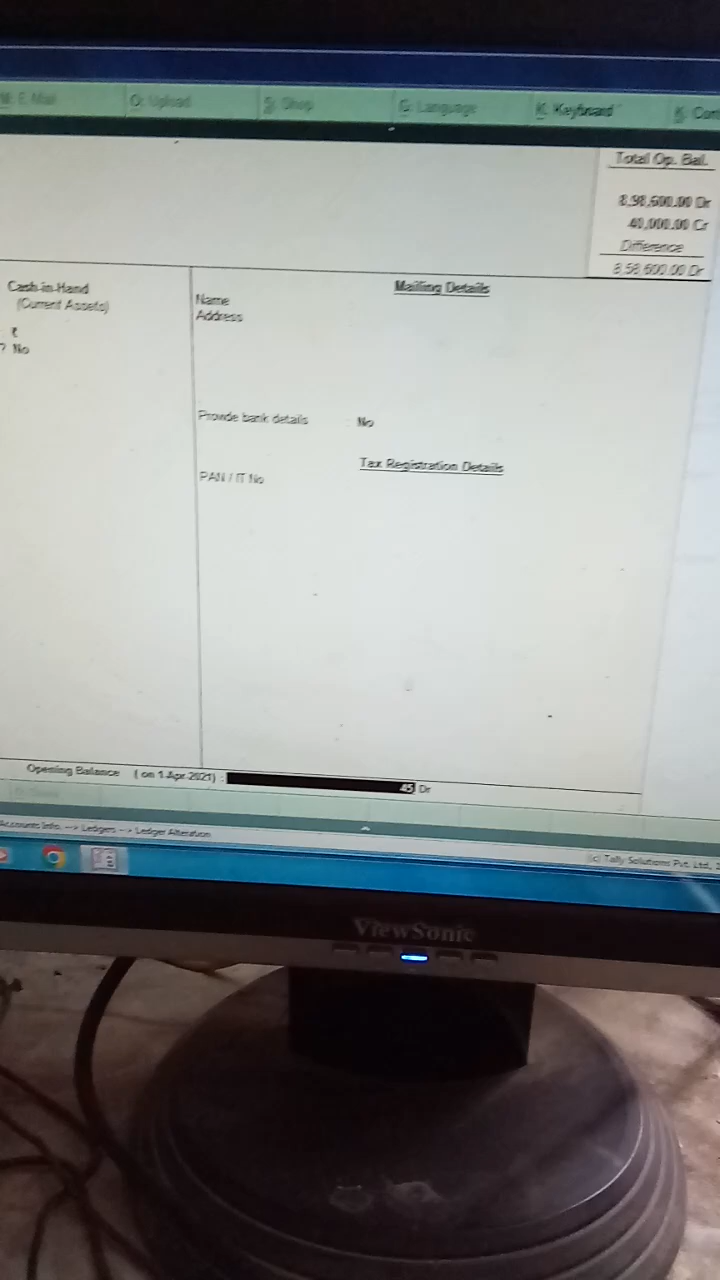 M: E-Mail O: Upload S: Shop G: Language K: Keyboard K:
Total Op. Bal.
8,98,600.00 Dr
40,000.00 Cr
Difference
8,58,600.00 Dr
Cash-in-Hand
(Current Assets)
₹
? No
Mailing Details
Name
Address
Provide bank details : No
Tax Registration Details
PAN / IT No
Opening Balance ( on 1-Apr-2021) : 45 Dr
Accounts Info. --> Ledgers --> Ledger Alteration
(c) Tally Solutions Pvt. Ltd.,
ViewSonic